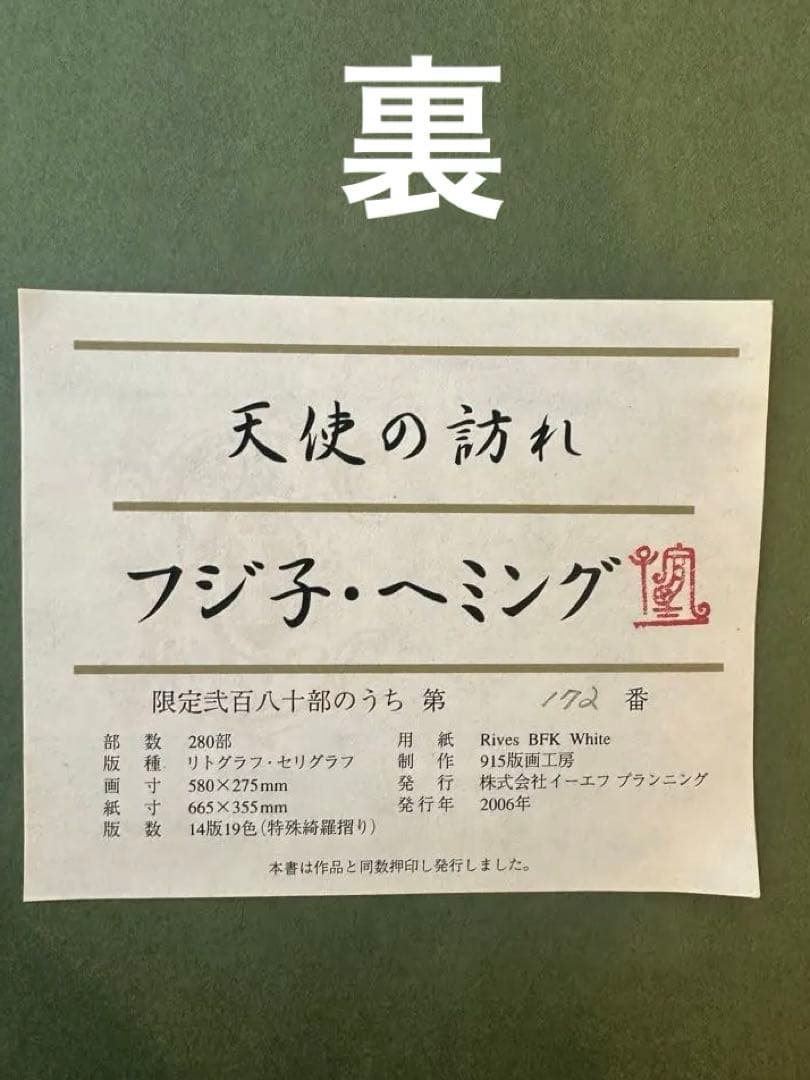 裏
天使の訪れ
フジ子・ヘミング
限定弐百八十部のうち 第 172 番
部数 280部
版種 リトグラフ・セリグラフ
画寸 580×275mm
紙寸 665×355mm
版数 14版19色(特殊綺羅摺り)
用紙 Rives BFK White
制作 915版画工房
発行 株式会社イーエフ プランニング
発行年 2006年
本書は作品と同数押印し発行しました。